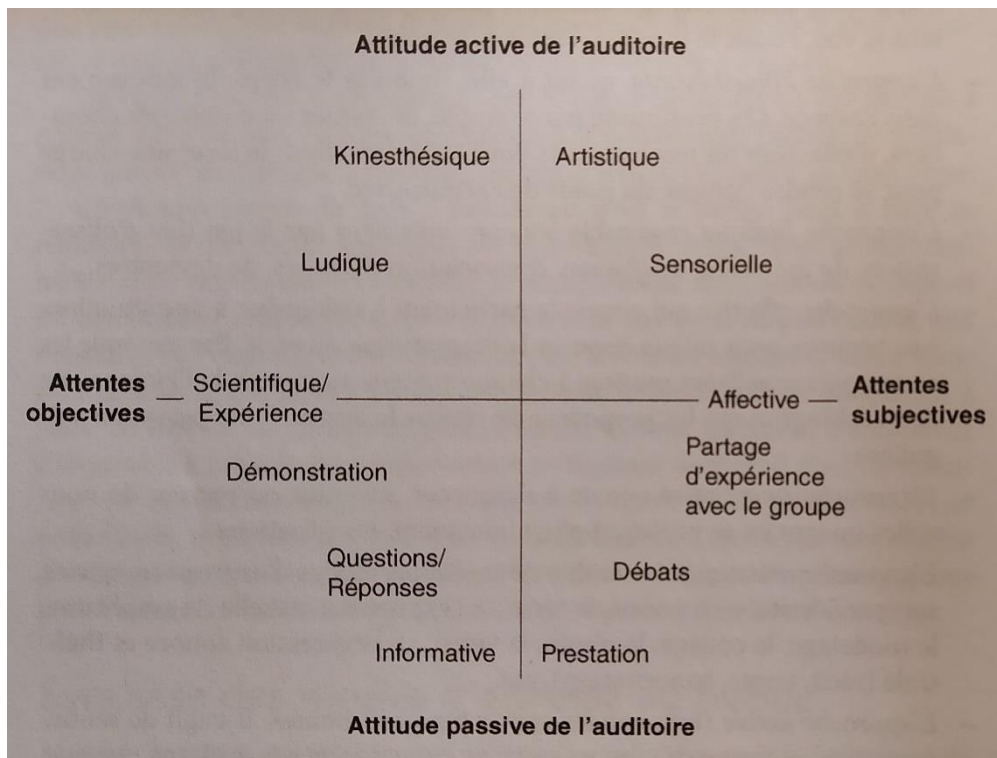 Attitude active de l'auditoire
Kinesthésique
Artistique
Ludique
Sensorielle
Attentes
objectives
Scientifique/
Expérience
Affective
Attentes
subjectives
Démonstration
Partage
d'expérience
avec le groupe
Questions/
Réponses
Débats
Informative
Prestation
Attitude passive de l'auditoire